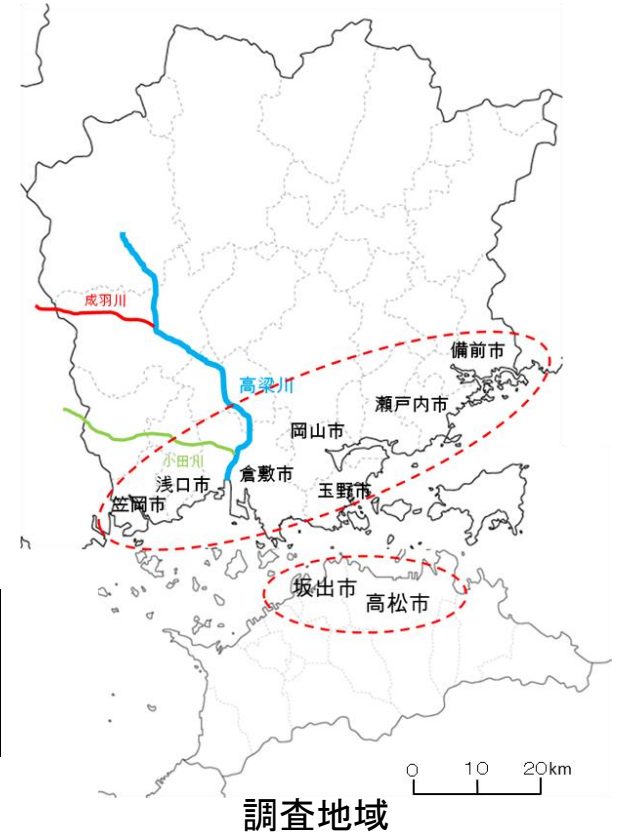 成羽川
備前市
高梁川
瀬戸内市
岡山市
小田川
倉敷市
浅口市
玉野市
笠岡市
坂出市
高松市
0 10 20km
調査地域